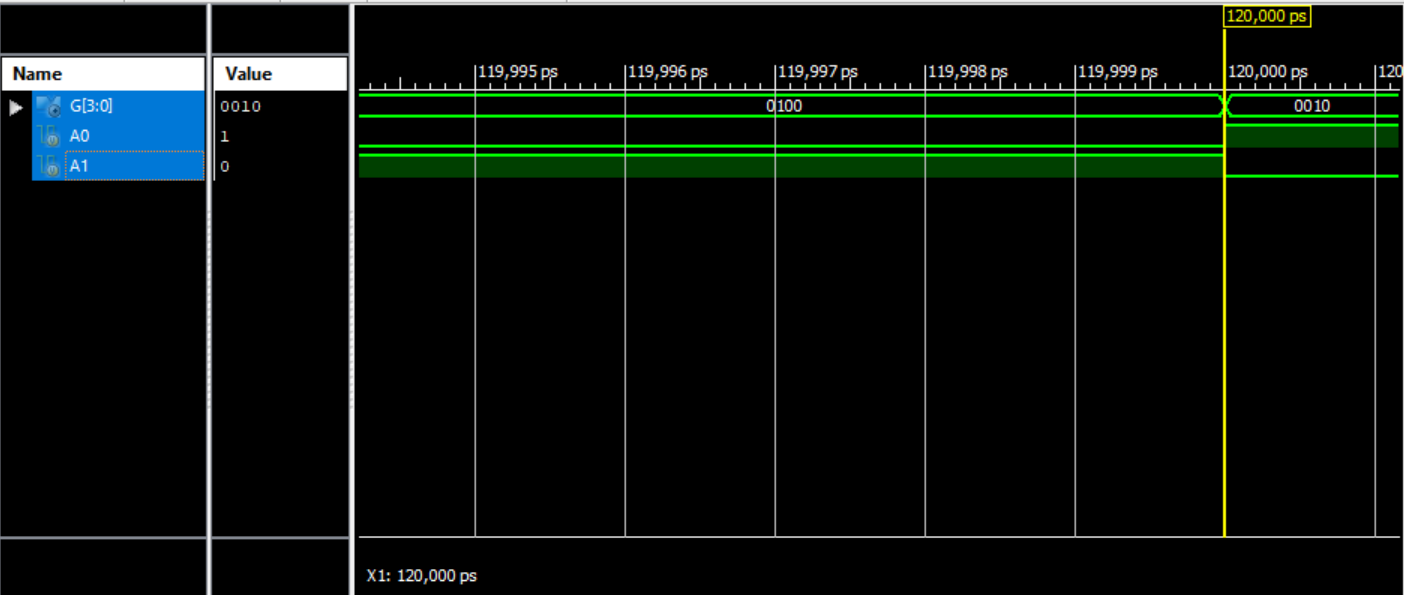 120,000 ps
Name Value
119,995 ps 119,996 ps 119,997 ps 119,998 ps 119,999 ps 120,000 ps 120
G[3:0] 0010 0100 0010
A0 1
A1 0
X1: 120,000 ps